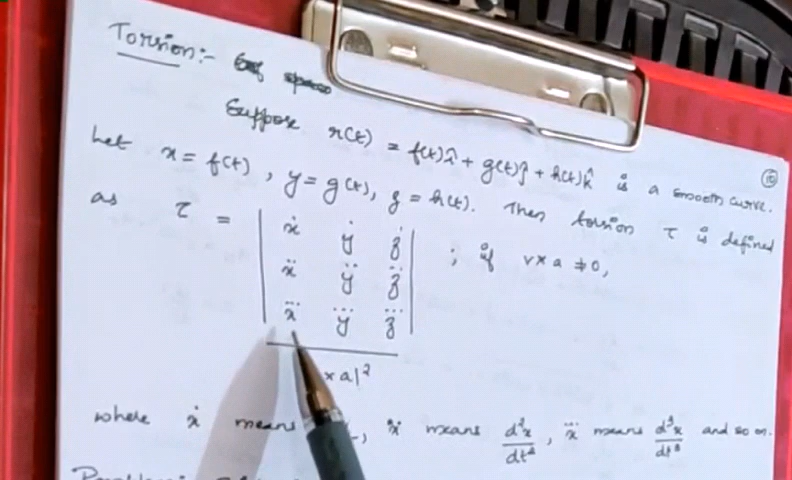 Torsion:-
Suppose r(t) = f(t)î + g(t)ĵ + h(t)k̂ is a smooth curve.
⑩
Let x = f(t), y = g(t), z = h(t). Then torsion τ is defined
as τ = | ẋ ẏ ż | ; if v×a ≠ 0,
| ẍ ÿ z̈ |
| x⃛ y⃛ z⃛ |
×a|²
where ẋ means , ẍ means d²x/dt², x⃛ means d³x/dt³ and so on.